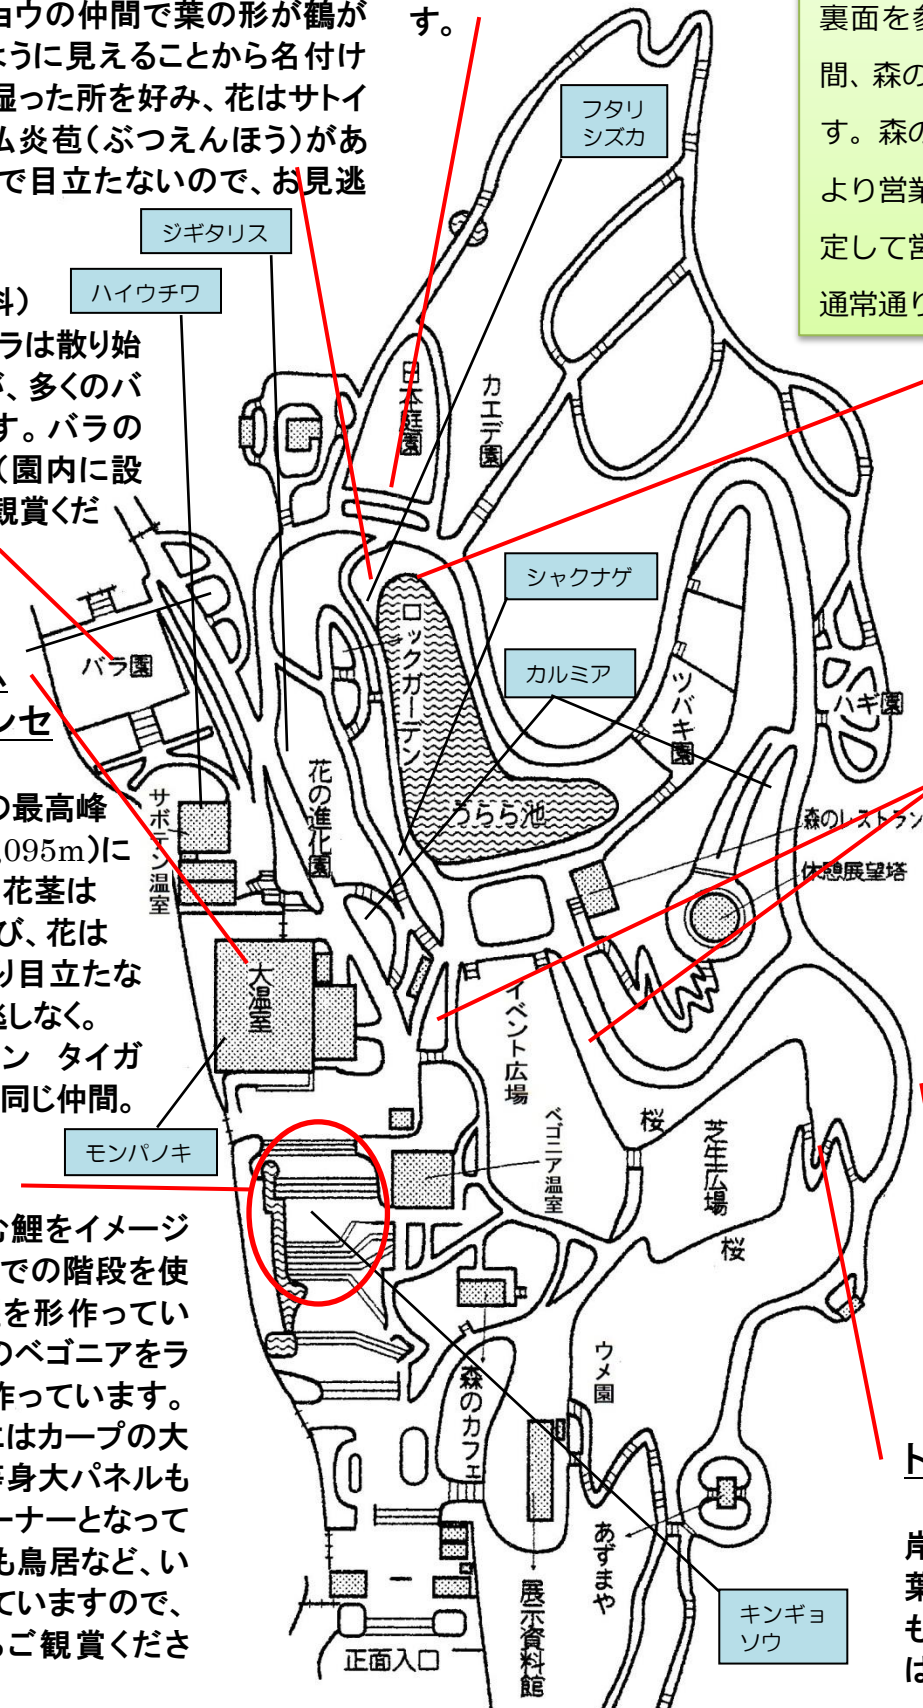 ョウの仲間で葉の形が鶴が
ように見えることから名付け
湿った所を好み、花はサトイ
ム炎苞(ぶつえんほう)があ
で目立たないので、お見逃
す。
裏面を参
間、森の
す。森の
より営業
定して営
通常通り
フタリ
シズカ
ジギタリス
ハイウチワ
科)
ラは散り始
が、多くのバ
す。バラの
(園内に設
観賞くだ
日本庭園
カエデ園
シャクナゲ
カルミア
ロックガーデン
うらら池
ツバキ園
ハギ園
バラ園
ンセ
の最高峰
,095m)に
花茎は
び、花は
り目立たな
逃しなく。
ン タイガ
同じ仲間。
サボテン温室
花の進化園
大温室
森のレストラン
休憩展望塔
イベント広場
ベゴニア温室
桜
芝生広場
桜
モンパノキ
む鯉をイメージ
での階段を使
を形作ってい
のベゴニアをラ
作っています。
にはカープの大
等身大パネルも
コーナーとなって
も鳥居など、い
ていますので、
もご観賞くださ
ウメ園
森のカフェ
あずまや
展示資料館
正面入口
キンギョ
ソウ
ト
岸
葉
も
は